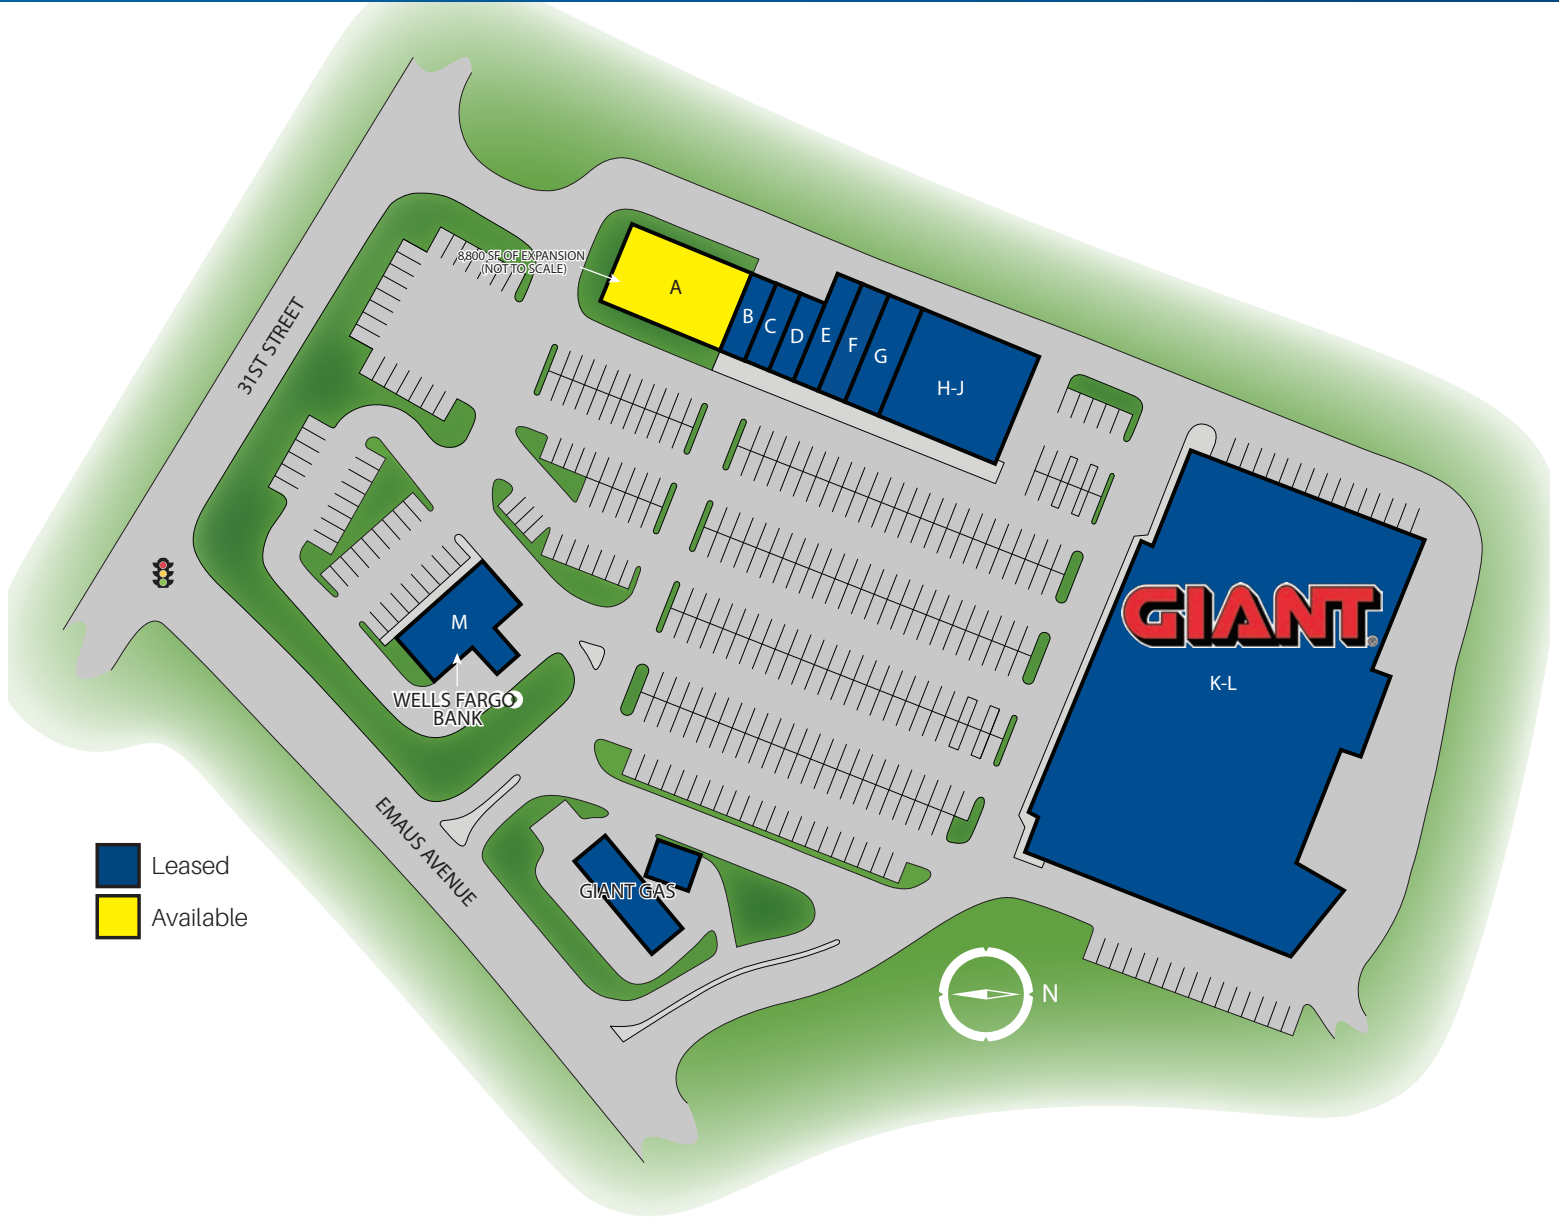 8,800 SF OF EXPANSION
(NOT TO SCALE)
A
B
C
D
E
F
G
H-J
31ST STREET
GIANT
®
K-L
M
WELLS FARGO
BANK
EMAUS AVENUE
Leased
Available
GIANT GAS
N